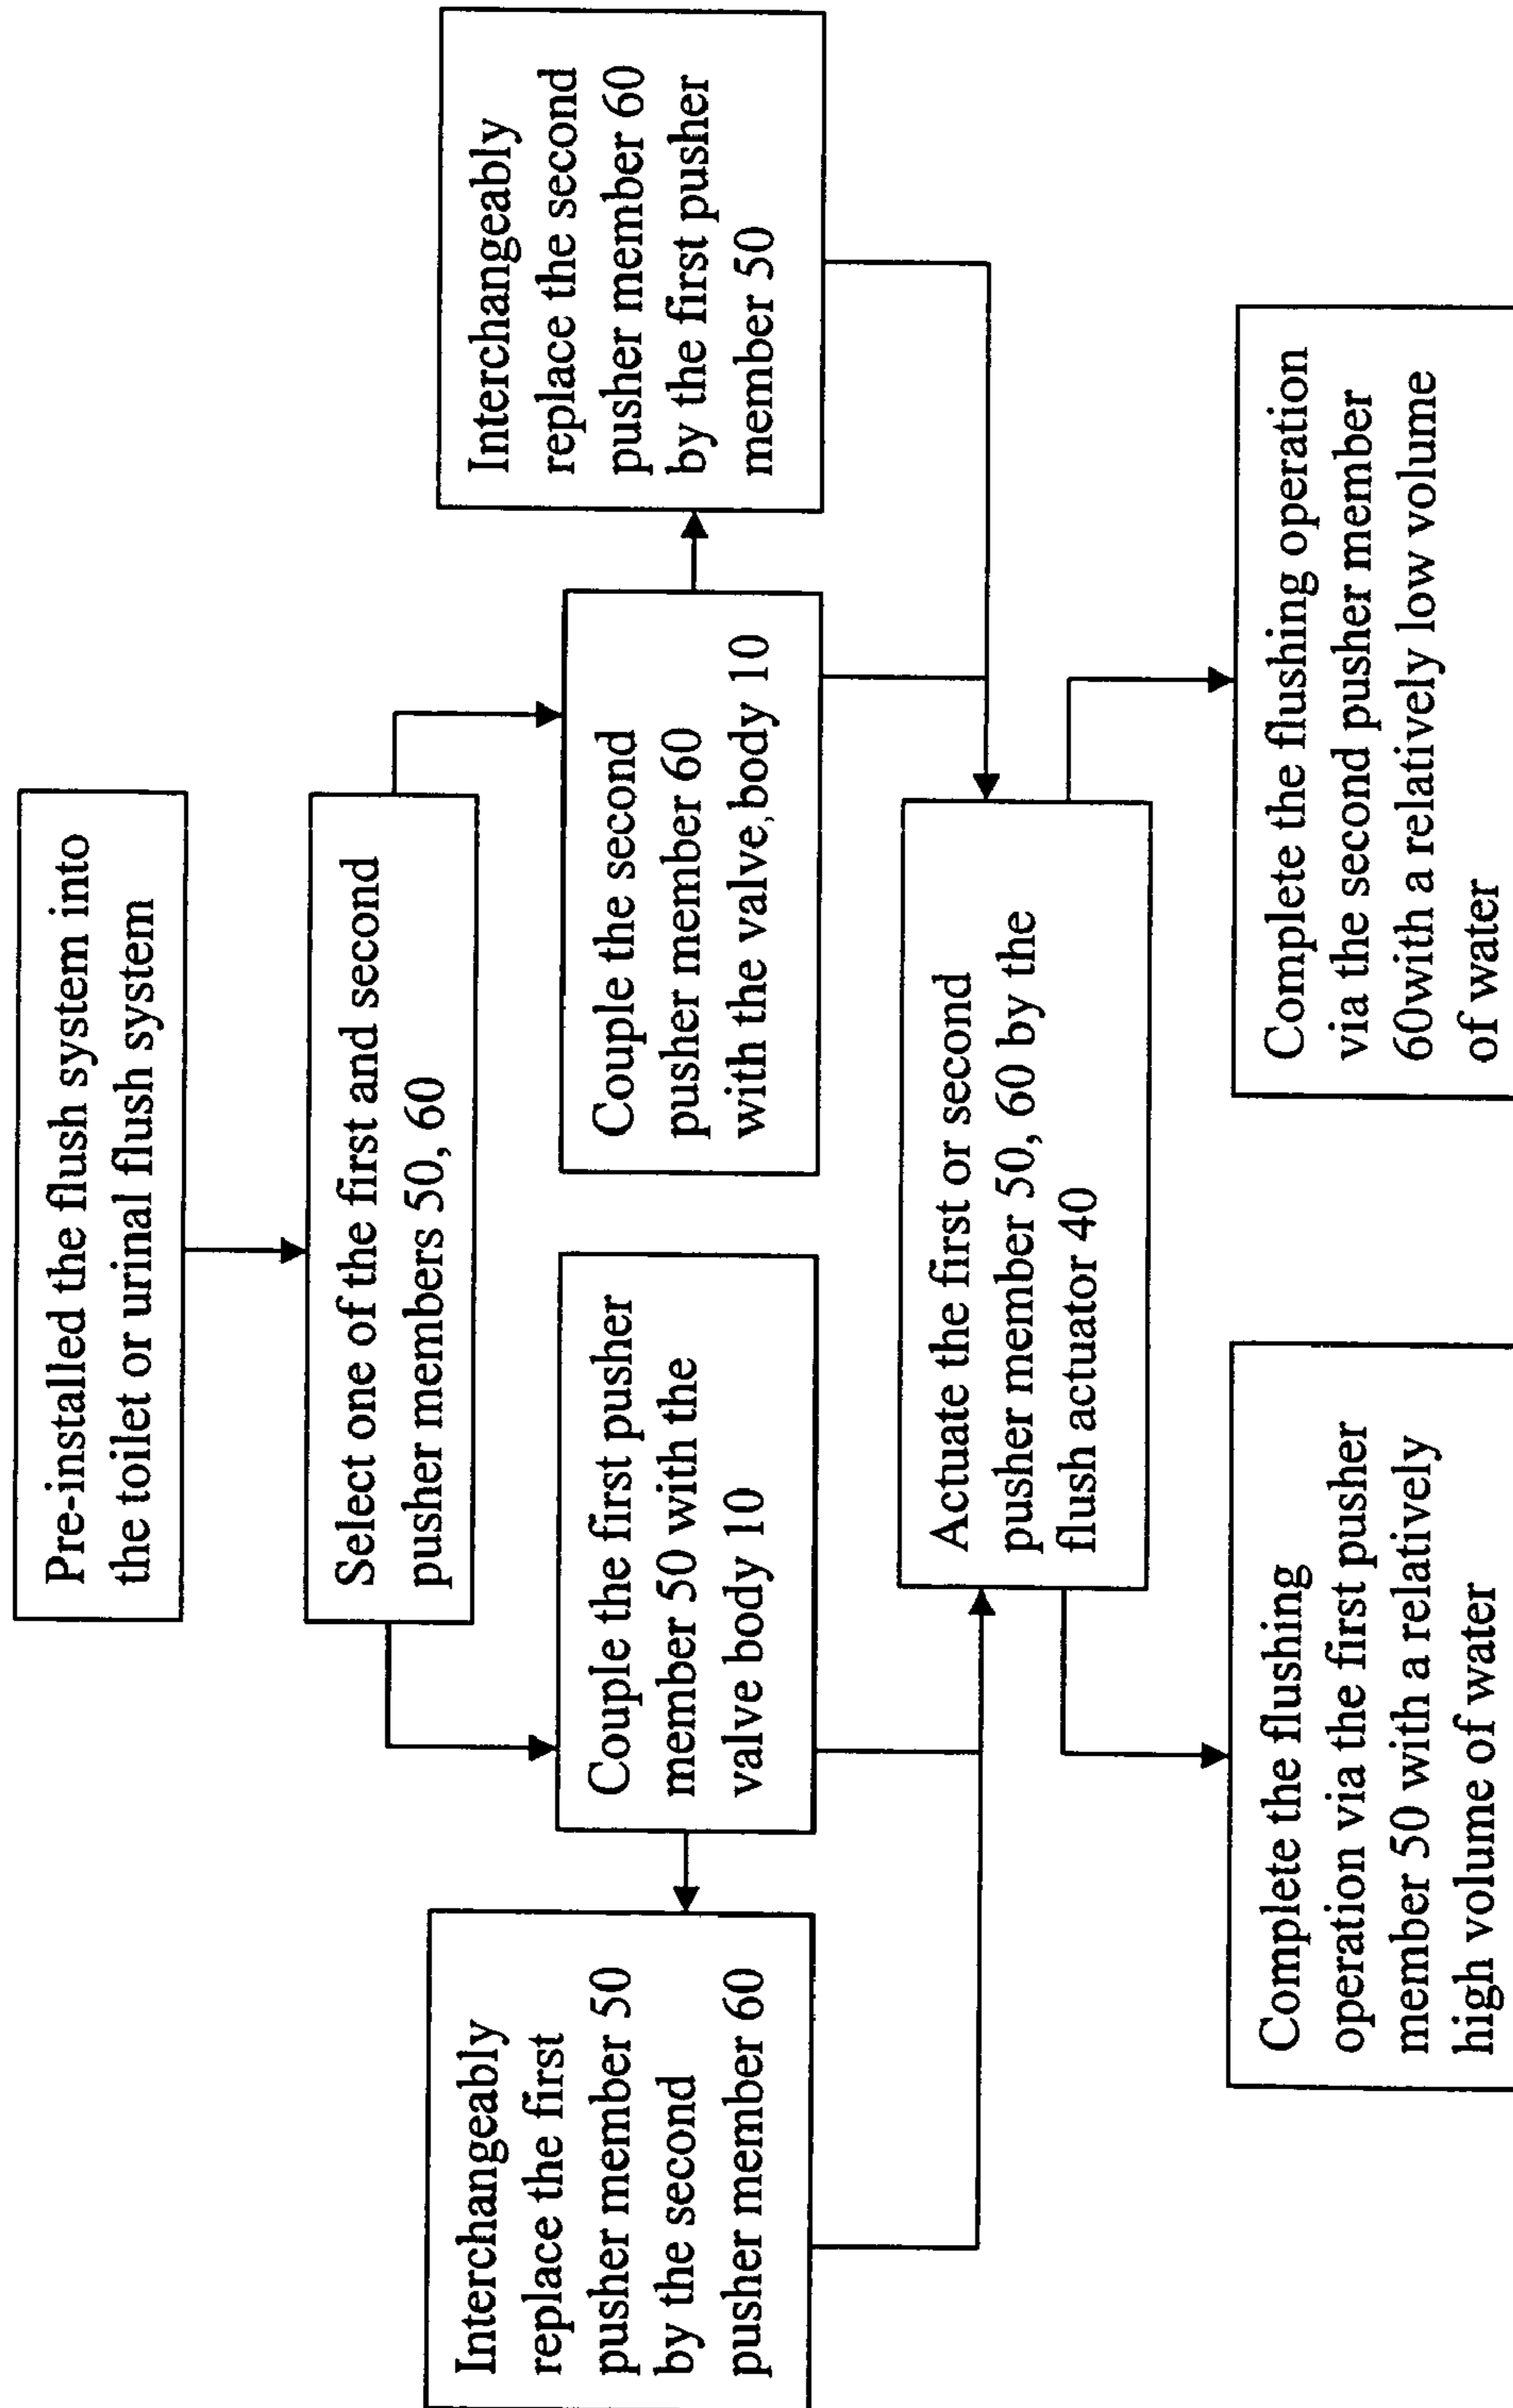 Pre-installed the flush system into
the toilet or urinal flush system
Select one of the first and second
pusher members 50, 60
Interchangeably
replace the first
pusher member 50
by the second
pusher member 60
Couple the first pusher
member 50 with the
valve body 10
Couple the second
pusher member 60
with the valve body 10
Interchangeably
replace the second
pusher member 60
by the first pusher
member 50
Actuate the first or second
pusher member 50, 60 by the
flush actuator 40
Complete the flushing
operation via the first pusher
member 50 with a relatively
high volume of water
Complete the flushing operation
via the second pusher member
60with a relatively low volume
of water